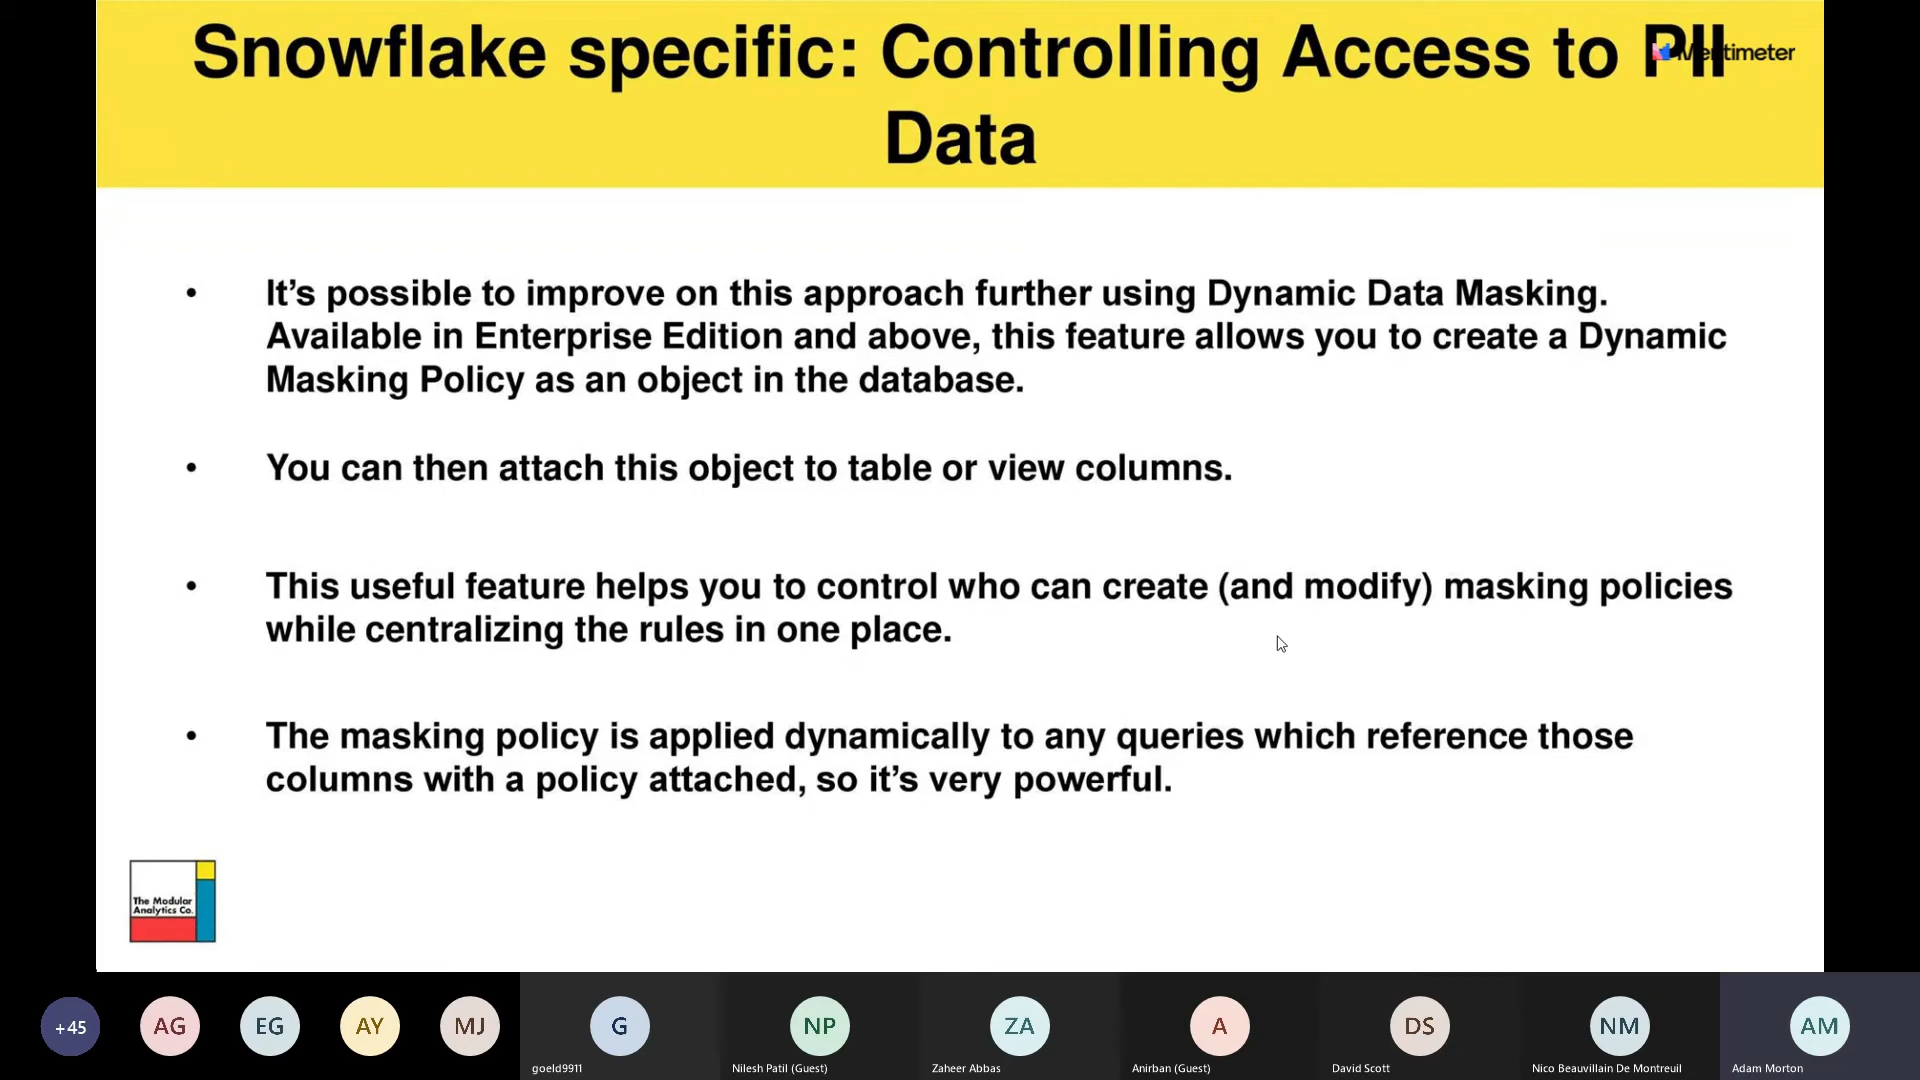 Snowflake specific: Controlling Access to PII
Mentimeter
Data
• It’s possible to improve on this approach further using Dynamic Data Masking.
Available in Enterprise Edition and above, this feature allows you to create a Dynamic
Masking Policy as an object in the database.
• You can then attach this object to table or view columns.
• This useful feature helps you to control who can create (and modify) masking policies
while centralizing the rules in one place.
• The masking policy is applied dynamically to any queries which reference those
columns with a policy attached, so it’s very powerful.
The Modular
Analytics Co.
+45
AG
EG
AY
MJ
G
NP
ZA
A
DS
NM
AM
goeld9911
Nilesh Patil (Guest)
Zaheer Abbas
Anirban (Guest)
David Scott
Nico Beauvillain De Montreuil
Adam Morton